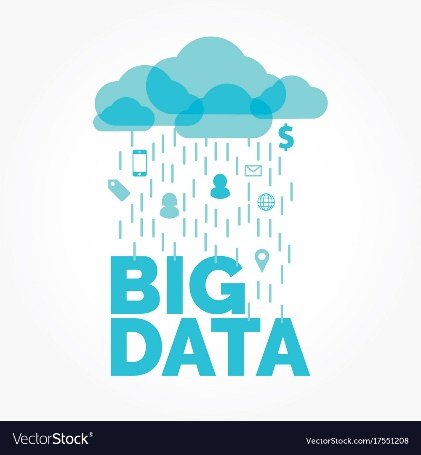 $
BIG
DATA
VectorStock®
VectorStock.com/17551208